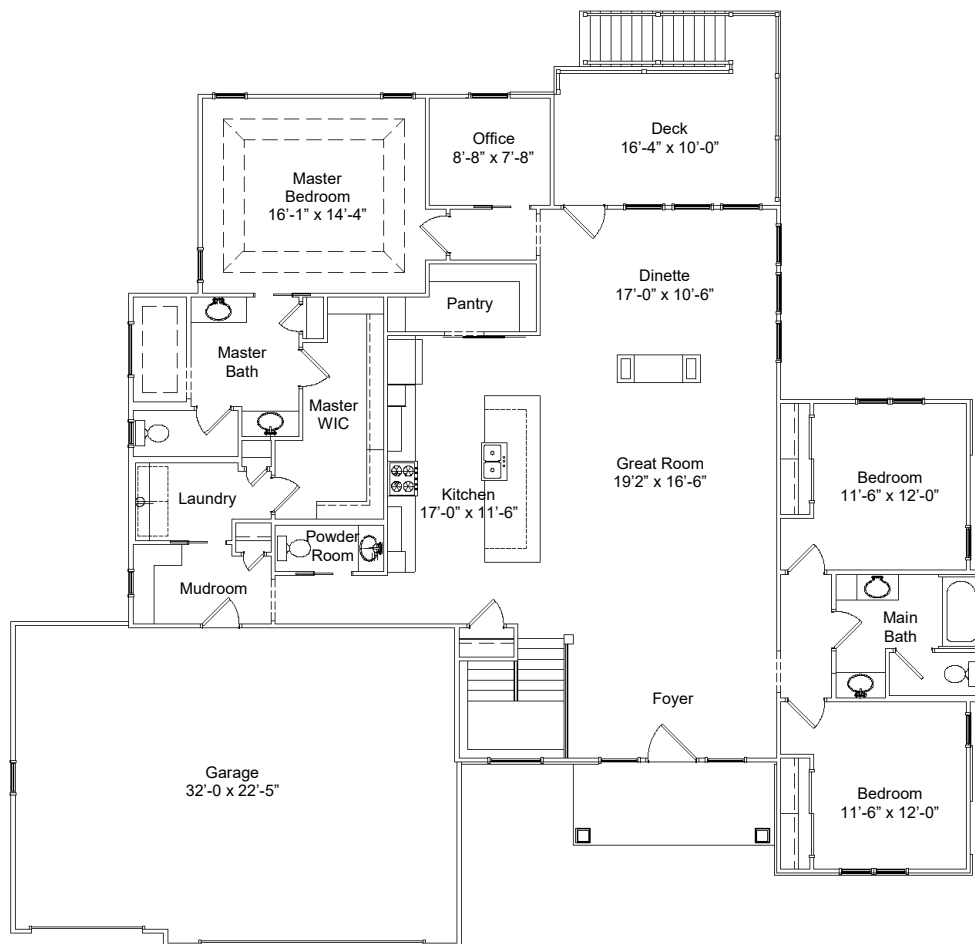 Deck
16'-4” x 10'-0”
Office
8'-8” x 7'-8”
Master
Bedroom
16'-1” x 14'-4”
Dinette
17'-0” x 10'-6”
Pantry
Master
Bath
Master
WIC
Great Room
19'2” x 16'-6”
Bedroom
11'-6” x 12'-0”
Kitchen
17'-0” x 11'-6”
Laundry
Powder
Room
Mudroom
Main
Bath
Foyer
Garage
32'-0 x 22'-5”
Bedroom
11'-6” x 12'-0”